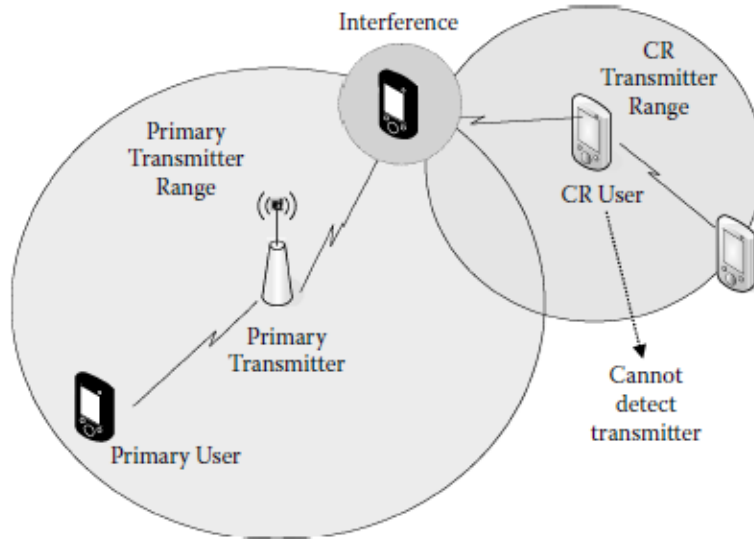 Interference
CR
Transmitter
Range
Primary
Transmitter
Range
CR User
Primary
Transmitter
Cannot
detect
transmitter
Primary User